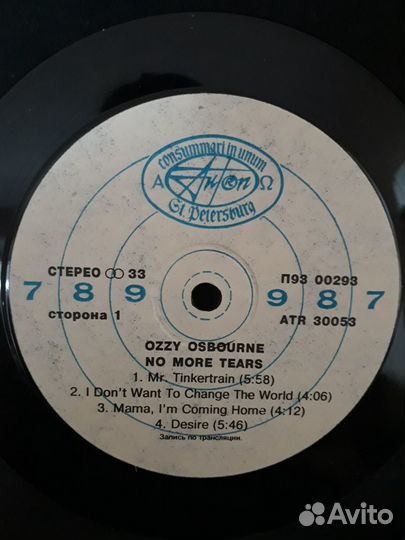 consummari in unum
Α АнтРоп Ω
St. Petersburg
СТЕРЕО 33
П93 00293
7 8 9 9 8 7
сторона 1
ATR 30053
OZZY OSBOURNE
NO MORE TEARS
1. Mr. Tinkertrain (5:58)
2. I Don't Want To Change The World (4:06)
3. Mama, I'm Coming Home (4:12)
4. Desire (5:46)
Запись по трансляции.
Avito